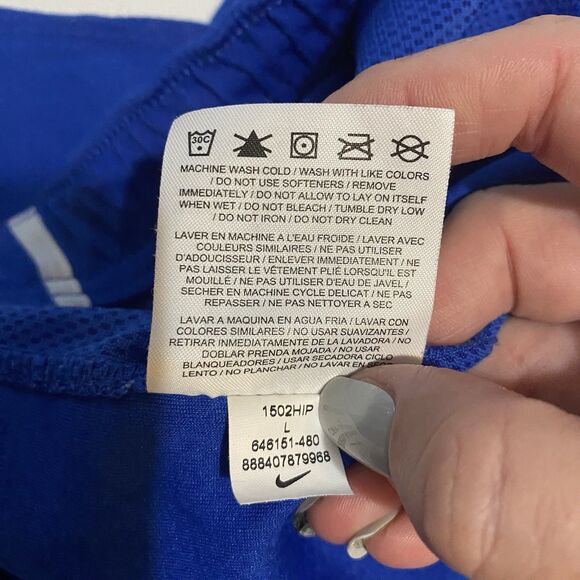 30C
MACHINE WASH COLD / WASH WITH LIKE COLORS
/ DO NOT USE SOFTENERS / REMOVE
IMMEDIATELY / DO NOT ALLOW TO LAY ON ITSELF
WHEN WET / DO NOT BLEACH / TUMBLE DRY LOW
/ DO NOT IRON / DO NOT DRY CLEAN
LAVER EN MACHINE A L'EAU FROIDE / LAVER AVEC
COULEURS SIMILAIRES / NE PAS UTILISER
D'ADOUCISSEUR / ENLEVER IMMEDIATEMENT / NE
PAS LAISSER LE VÊTEMENT PLIÉ LORSQU'IL EST
MOUILLÉ / NE PAS UTILISER D'EAU DE JAVEL /
SECHER EN MACHINE CYCLE DELICAT / NE PAS
REPASSER / NE PAS NETTOYER A SEC
LAVAR A MAQUINA EN AGUA FRIA / LAVAR CON
COLORES SIMILARES / NO USAR SUAVIZANTES /
RETIRAR INMEDIATAMENTE DE LA LAVADORA / NO
DOBLAR PRENDA MOJADA / NO USAR
BLANQUEADORES / USAR SECADORA CICLO
LENTO / NO PLANCHAR / NO LAVAR EN
1502H/P
L
646151-480
888407879968